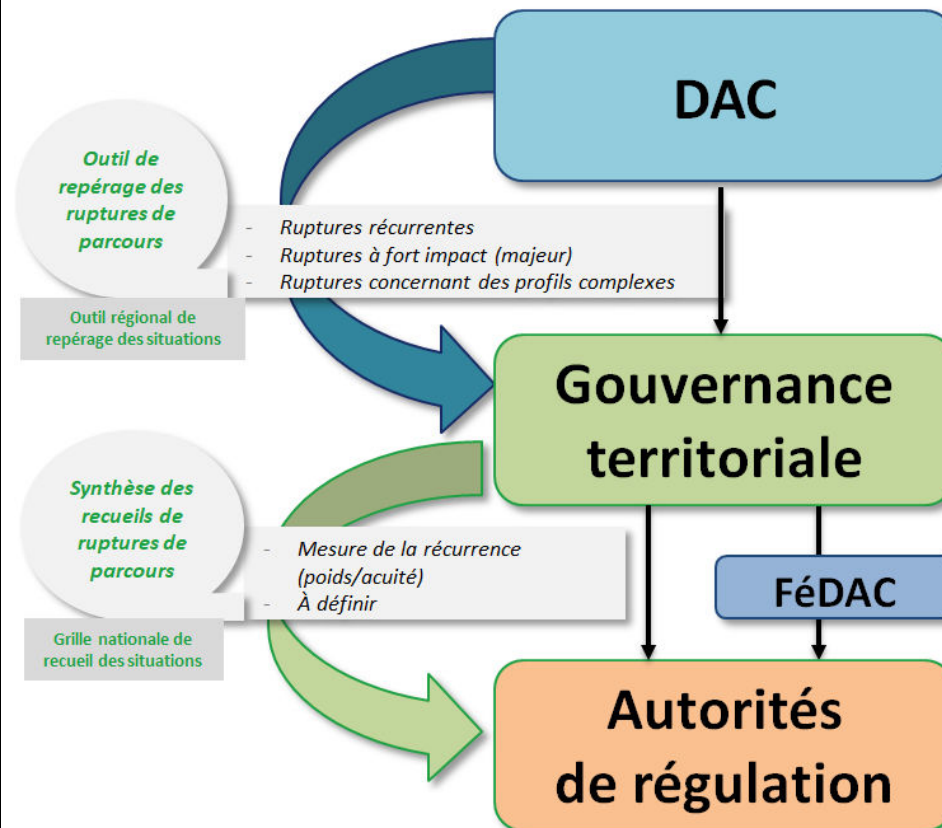 DAC
Outil de
repérage des
ruptures de
parcours
- Ruptures récurrentes
- Ruptures à fort impact (majeur)
- Ruptures concernant des profils complexes
Outil régional de
repérage des situations
Gouvernance
territoriale
Synthèse des
recueils de
ruptures de
parcours
- Mesure de la récurrence
(poids/acuité)
- À définir
Grille nationale de
recueil des situations
FéDAC
Autorités
de régulation